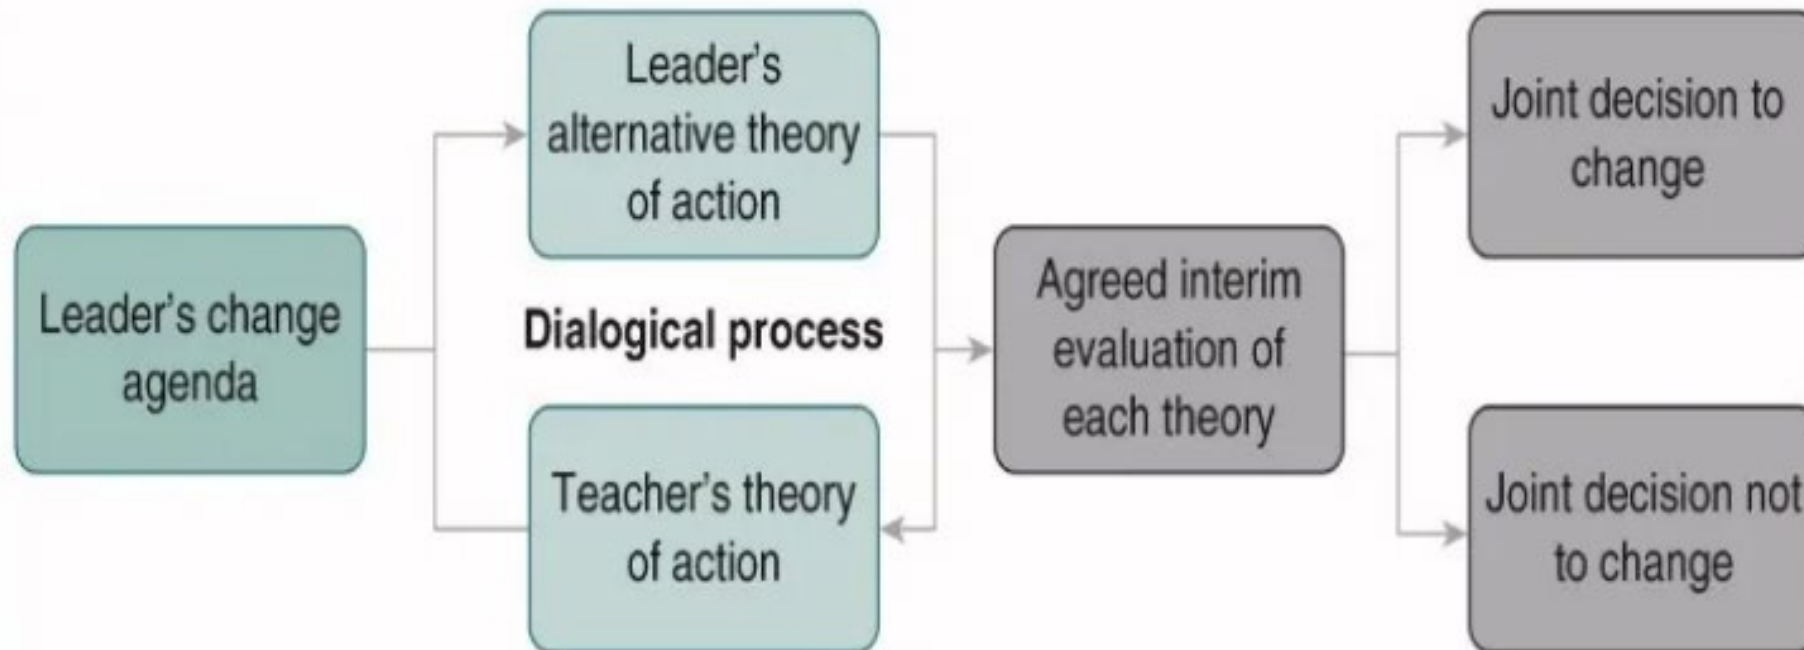 Leader’s change
agenda
Leader’s
alternative theory
of action
Dialogical process
Teacher’s theory
of action
Agreed interim
evaluation of
each theory
Joint decision to
change
Joint decision not
to change